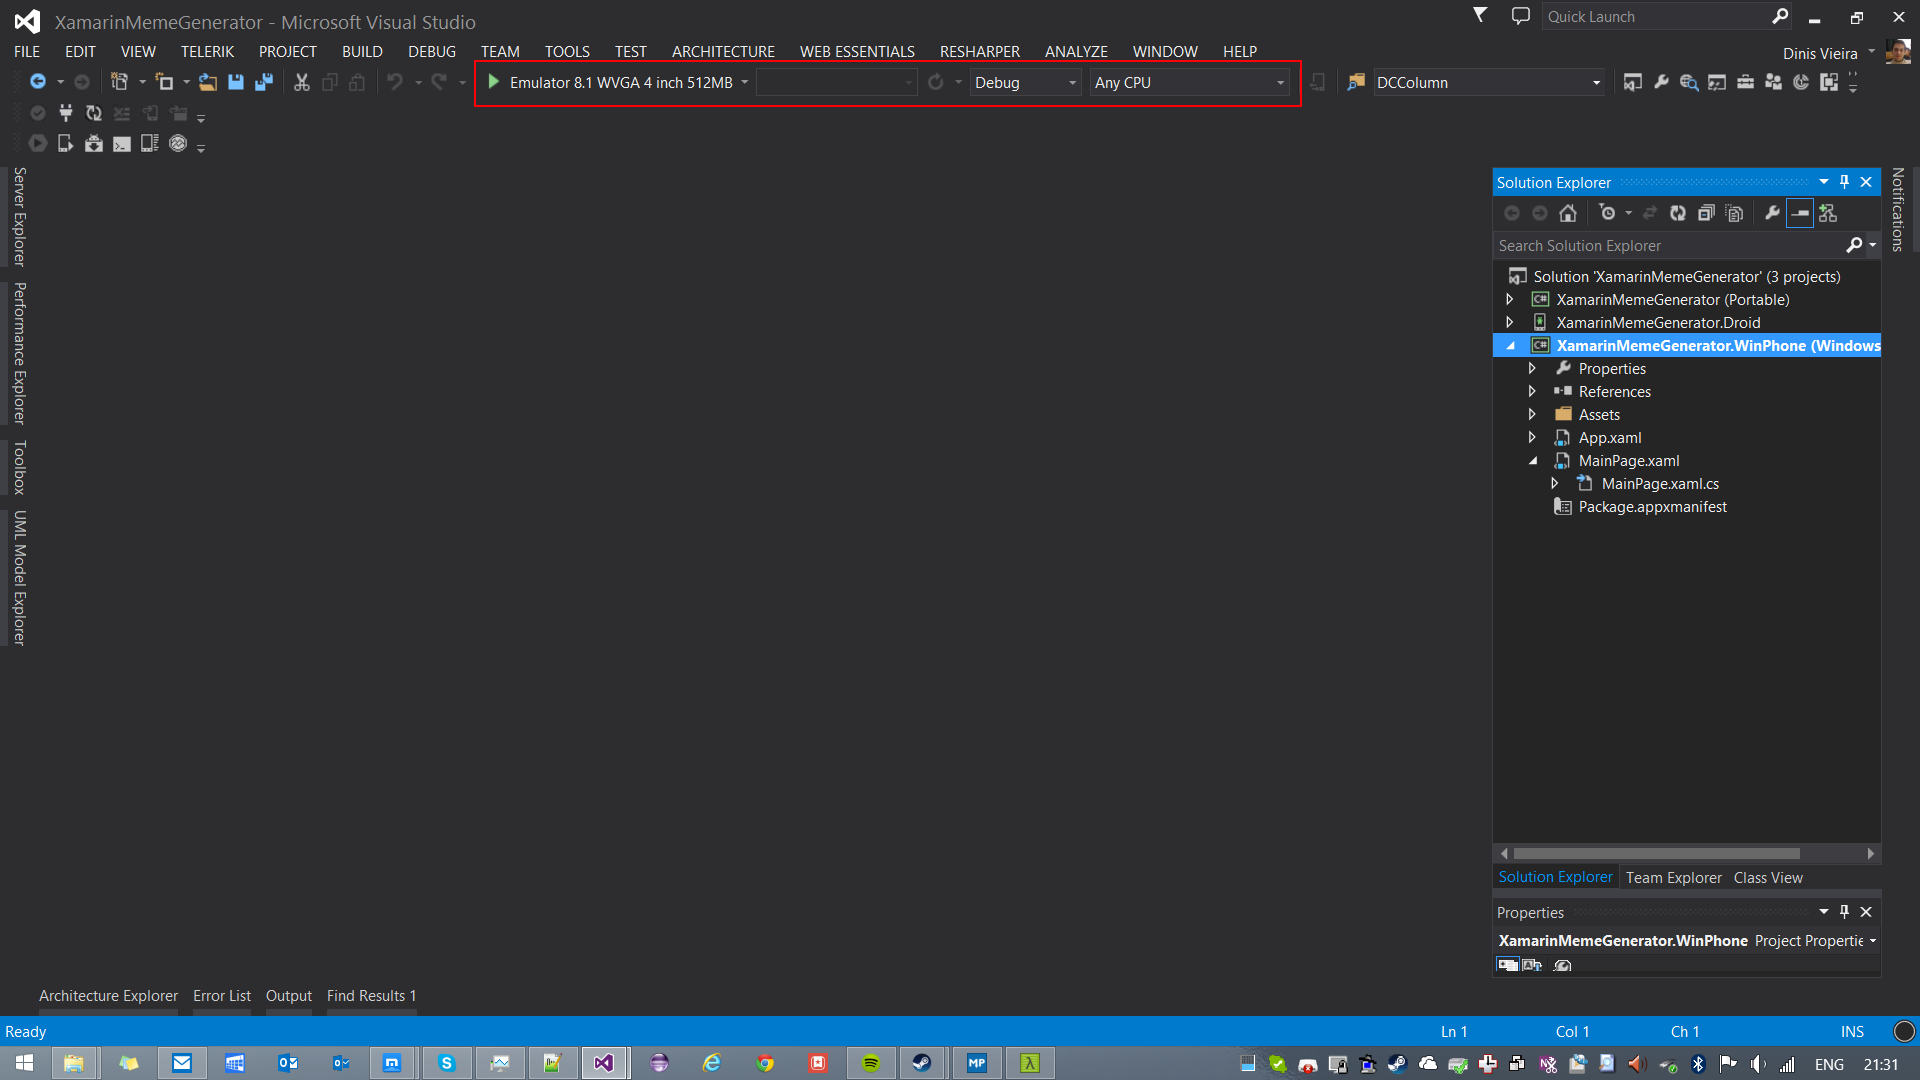 XamarinMemeGenerator - Microsoft Visual Studio
Quick Launch
FILE EDIT VIEW TELERIK PROJECT BUILD DEBUG TEAM TOOLS TEST ARCHITECTURE WEB ESSENTIALS RESHARPER ANALYZE WINDOW HELP
Dinis Vieira
Emulator 8.1 WVGA 4 inch 512MB
Debug
Any CPU
DCColumn
Server Explorer
Performance Explorer
Toolbox
UML Model Explorer
Solution Explorer
Search Solution Explorer
Solution 'XamarinMemeGenerator' (3 projects)
C# XamarinMemeGenerator (Portable)
XamarinMemeGenerator.Droid
C# XamarinMemeGenerator.WinPhone (Windows
Properties
References
Assets
App.xaml
MainPage.xaml
MainPage.xaml.cs
Package.appxmanifest
Solution Explorer Team Explorer Class View
Properties
XamarinMemeGenerator.WinPhone Project Propertie
Notifications
Architecture Explorer Error List Output Find Results 1
Ready
Ln 1 Col 1 Ch 1 INS
MP
ENG 21:31